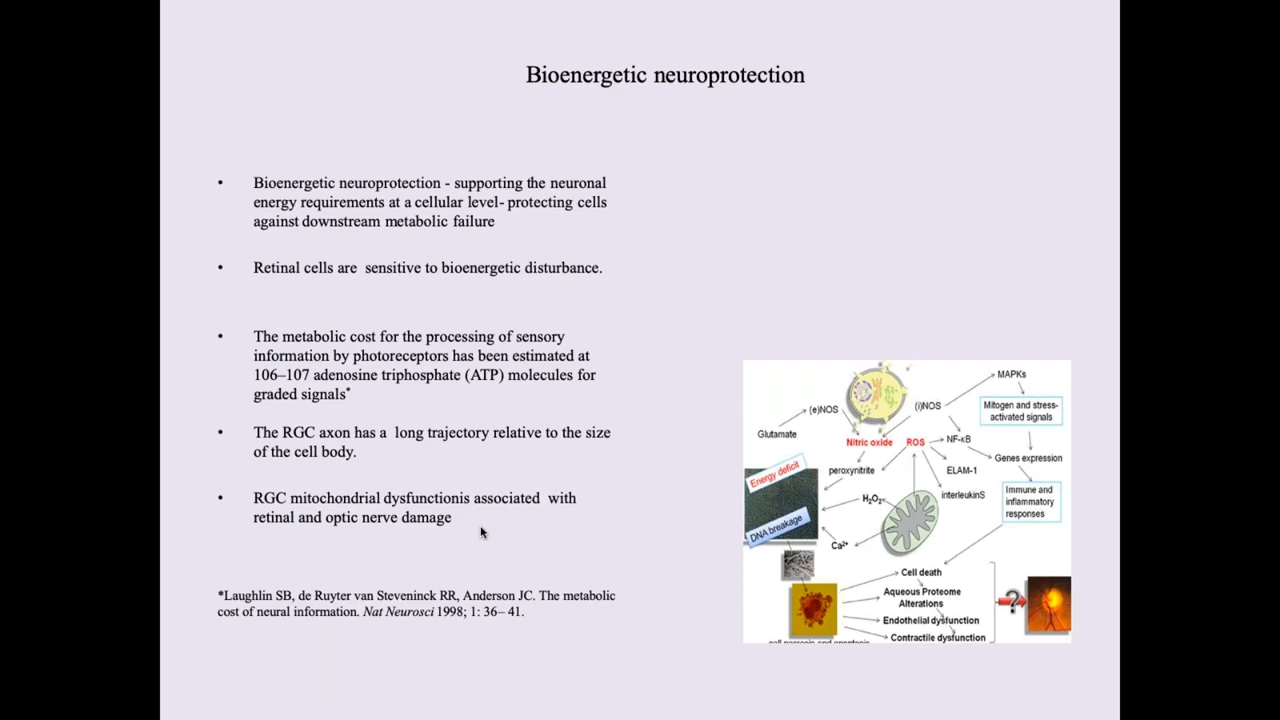 Bioenergetic neuroprotection
• Bioenergetic neuroprotection - supporting the neuronal
energy requirements at a cellular level- protecting cells
against downstream metabolic failure
• Retinal cells are  sensitive to bioenergetic disturbance.
• The metabolic cost for the processing of sensory
information by photoreceptors has been estimated at
106–107 adenosine triphosphate (ATP) molecules for
graded signals*
• The RGC axon has a  long trajectory relative to the size
of the cell body.
• RGC mitochondrial dysfunctionis associated  with
retinal and optic nerve damage
*Laughlin SB, de Ruyter van Steveninck RR, Anderson JC. The metabolic
cost of neural information. Nat Neurosci 1998; 1: 36– 41.
MAPKs
(e)NOS
(i)NOS
Mitogen and stress-
activated signals
Glutamate
Nitric oxide
ROS
NF-κB
Genes expression
peroxynitrite
ELAM-1
Energy deficit
H₂O₂
interleukinS
Immune and
inflammatory
responses
DNA breakage
Ca²⁺
Cell death
Aqueous Proteome
Alterations
?
Endothelial dysfunction
Contractile dysfunction